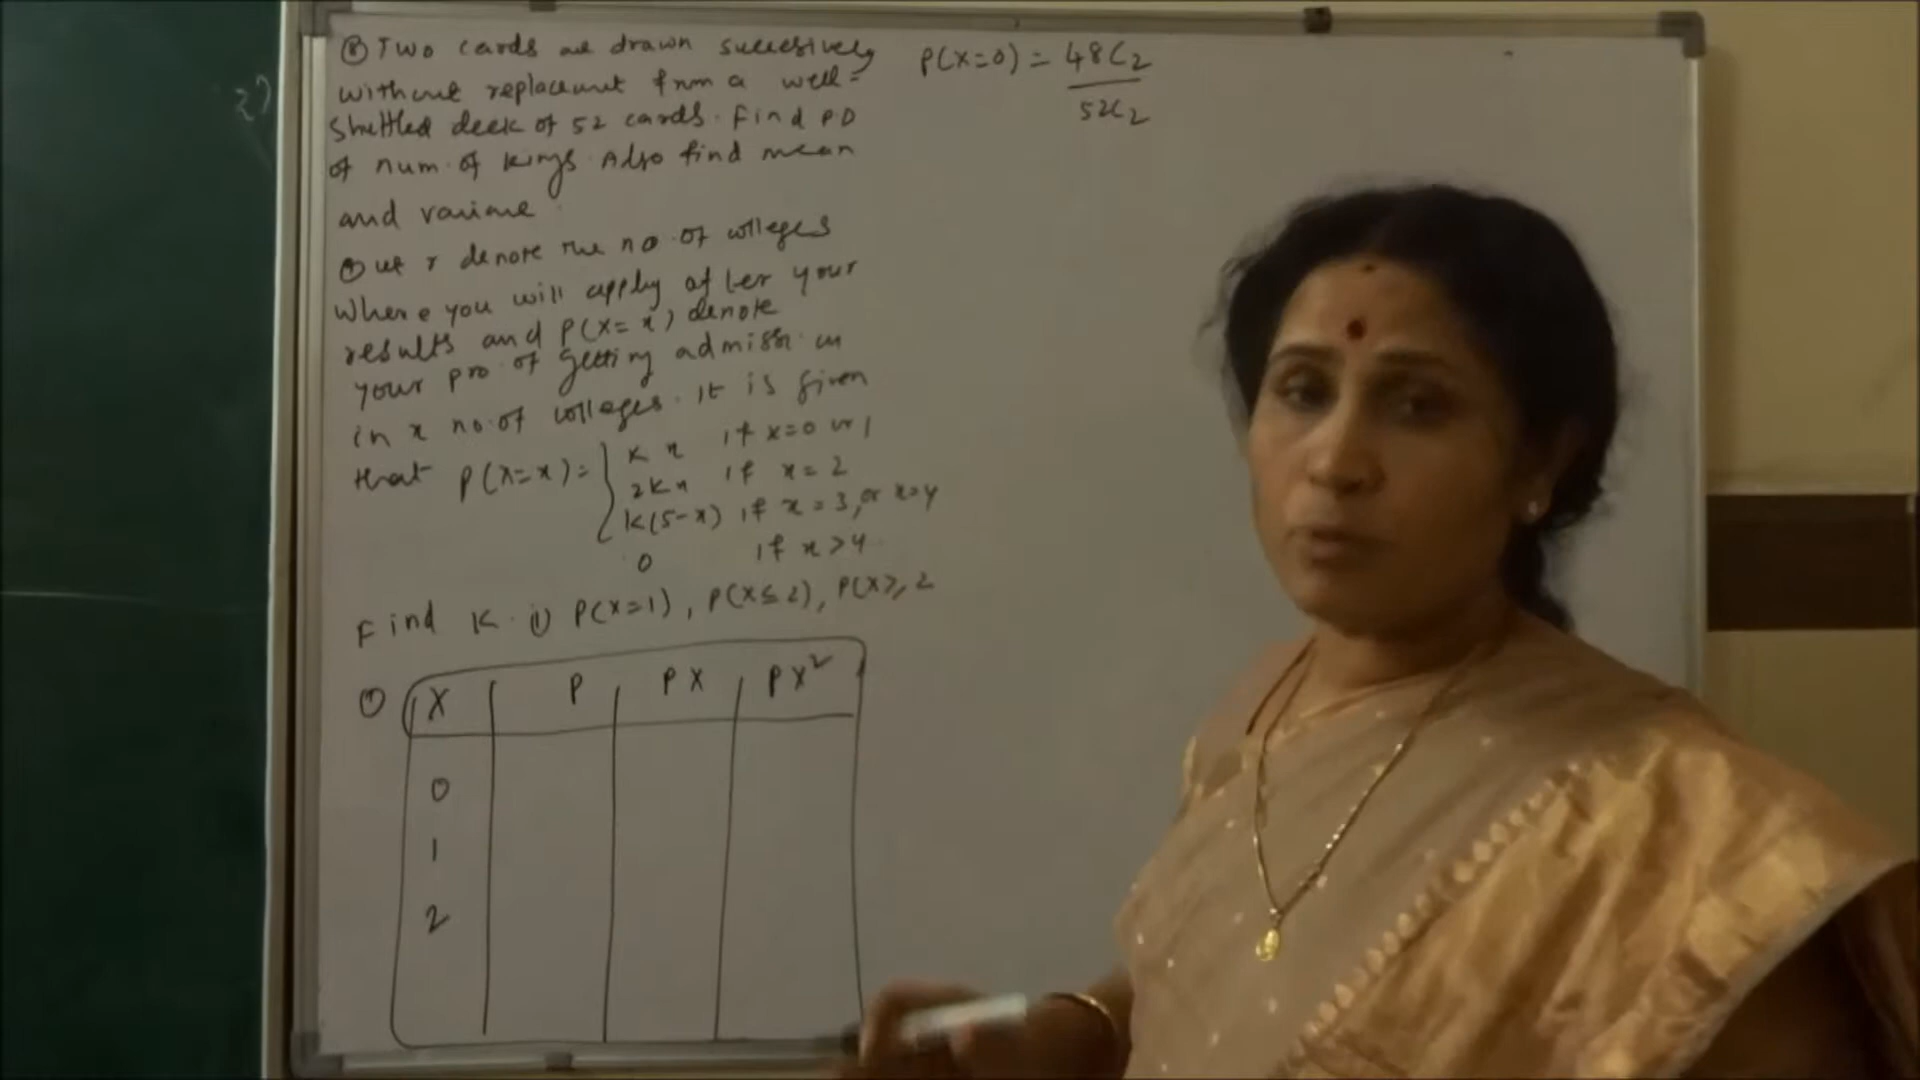 ⑧ Two cards are drawn successively
without replacement from a well-
shuffled deck of 52 cards. Find PD
of num. of kings. Also find mean
and variance.
denote the no. of colleges
where you will apply after your
results and P(X=x) denote
your pro. of getting admissn. in
in x no. of colleges. It is given
that P(X=x) = { kx if x=0 or 1
2kx if x=2
k(5-x) if x=3, or x=4
0 if x>4.
Find K. i) P(X=1), P(X≤2), P(X≥2
X P PX PX²
0
1
2
P(X=0) = 48C₂
52C₂